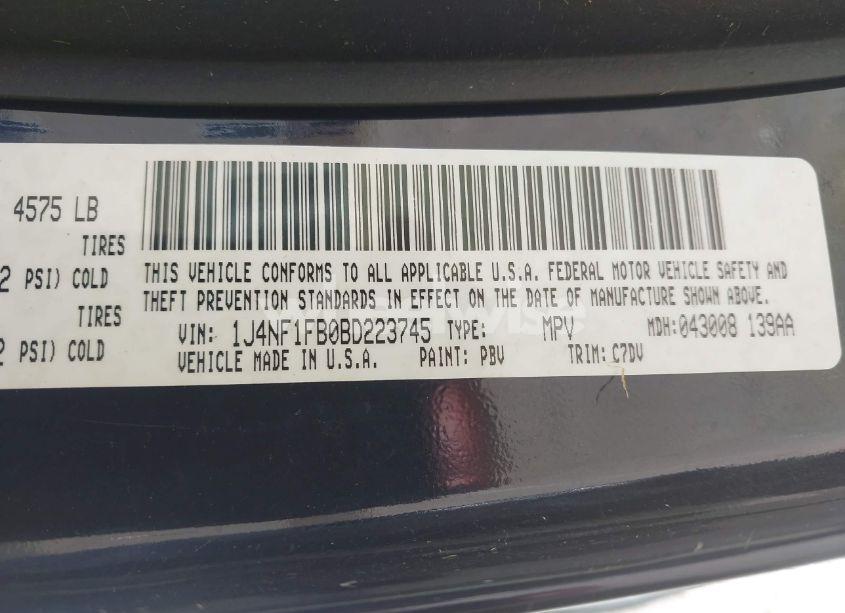 4575 LB
TIRES
2 PSI) COLD
TIRES
2 PSI) COLD
THIS VEHICLE CONFORMS TO ALL APPLICABLE U.S.A. FEDERAL MOTOR VEHICLE SAFETY AND
THEFT PREVENTION STANDARDS IN EFFECT ON THE DATE OF MANUFACTURE SHOWN ABOVE.
VIN: 1J4NF1FB0BD223745 TYPE: MPV MDH:043008 139AA
VEHICLE MADE IN U.S.A. PAINT: PBV TRIM: C7DV